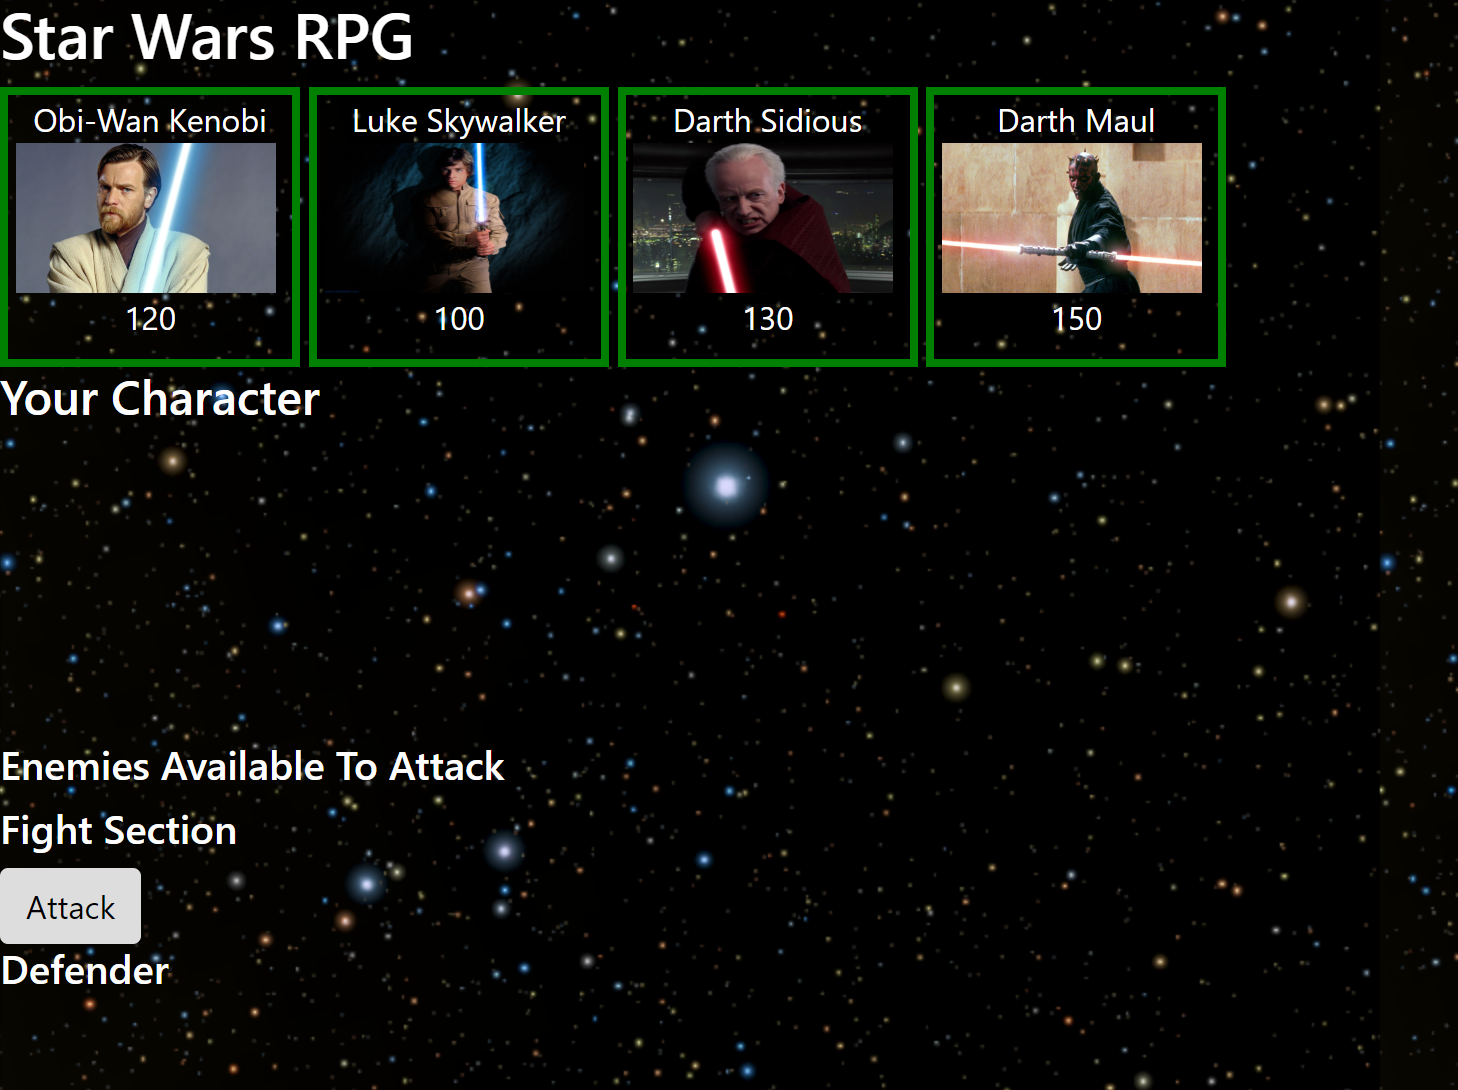 Star Wars RPG
Obi-Wan Kenobi
Luke Skywalker
Darth Sidious
Darth Maul
120
100
130
150
Your Character
Enemies Available To Attack
Fight Section
Attack
Defender